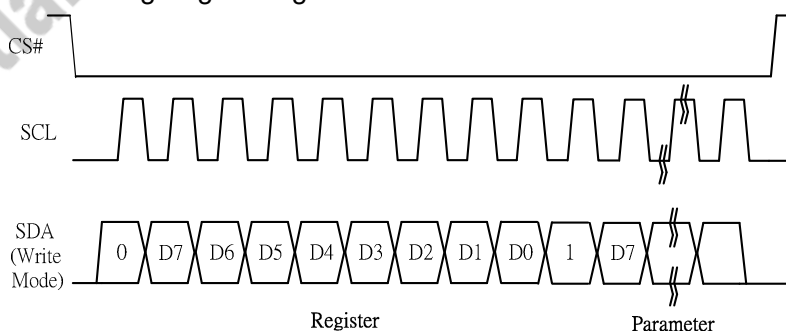 CS#
SCL
SDA
(Write
Mode)
0 D7 D6 D5 D4 D3 D2 D1 D0 1 D7
Register
Parameter